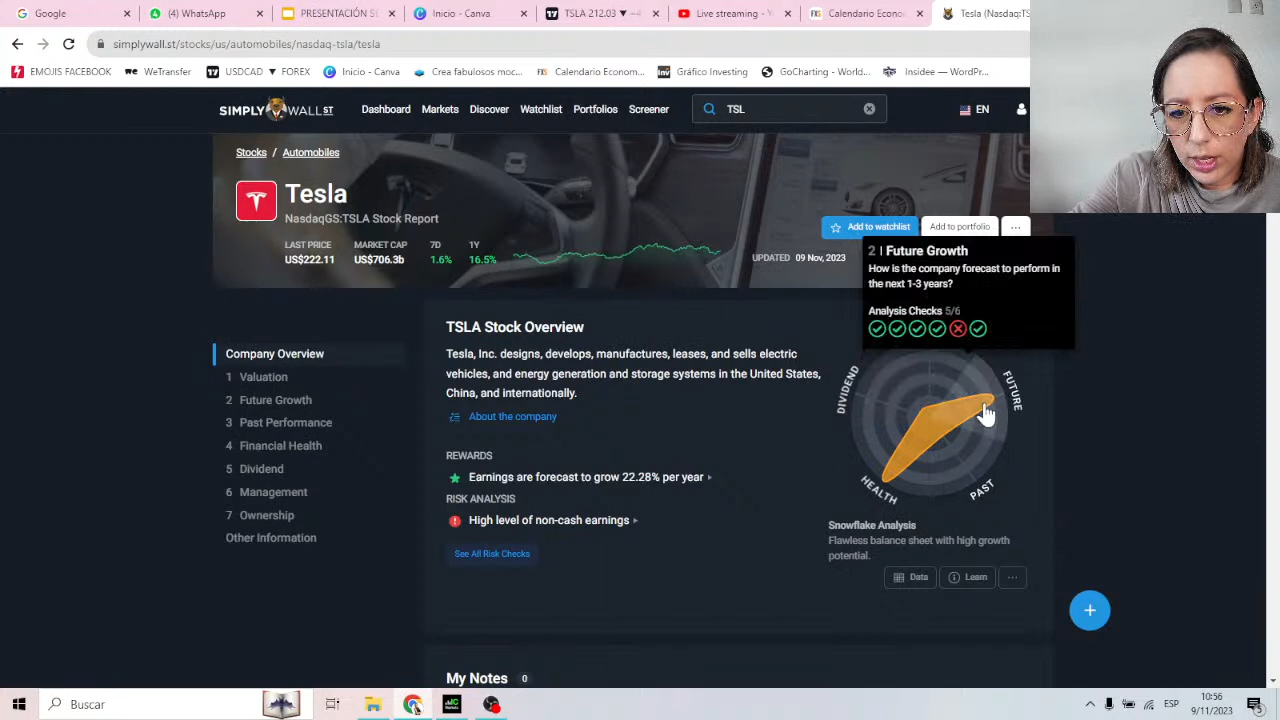 Google
(4) WhatsApp
PRESENTACIÓN SE
Inicio - Canva
TSLA 212.03 ▼ −4
Live streaming - Y
Calendario Econom
Tesla (Nasdaq:TS
simplywall.st/stocks/us/automobiles/nasdaq-tsla/tesla
EMOJIS FACEBOOK
WeTransfer
USDCAD ▼ FOREX
Inicio - Canva
Crea fabulosos moc...
Calendario Econom...
Gráfico Investing
GoCharting - World...
Insidee — WordPr...
SIMPLY WALL ST
Dashboard
Markets
Discover
Watchlist
Portfolios
Screener
TSL
EN
Stocks / Automobiles
Tesla
NasdaqGS:TSLA Stock Report
Add to watchlist
Add to portfolio
...
LAST PRICE
US$222.11
MARKET CAP
US$706.3b
7D
1.6%
1Y
16.5%
UPDATED 09 Nov, 2023
2 | Future Growth
How is the company forecast to perform in
the next 1-3 years?
Analysis Checks 5/6
Company Overview
1 Valuation
2 Future Growth
3 Past Performance
4 Financial Health
5 Dividend
6 Management
7 Ownership
Other Information
TSLA Stock Overview
Tesla, Inc. designs, develops, manufactures, leases, and sells electric
vehicles, and energy generation and storage systems in the United States,
China, and internationally.
About the company
REWARDS
Earnings are forecast to grow 22.28% per year
RISK ANALYSIS
High level of non-cash earnings
See All Risk Checks
DIVIDEND
FUTURE
HEALTH
PAST
Snowflake Analysis
Flawless balance sheet with high growth
potential.
Data
Learn
...
My Notes 0
Buscar
ESP
10:56
9/11/2023